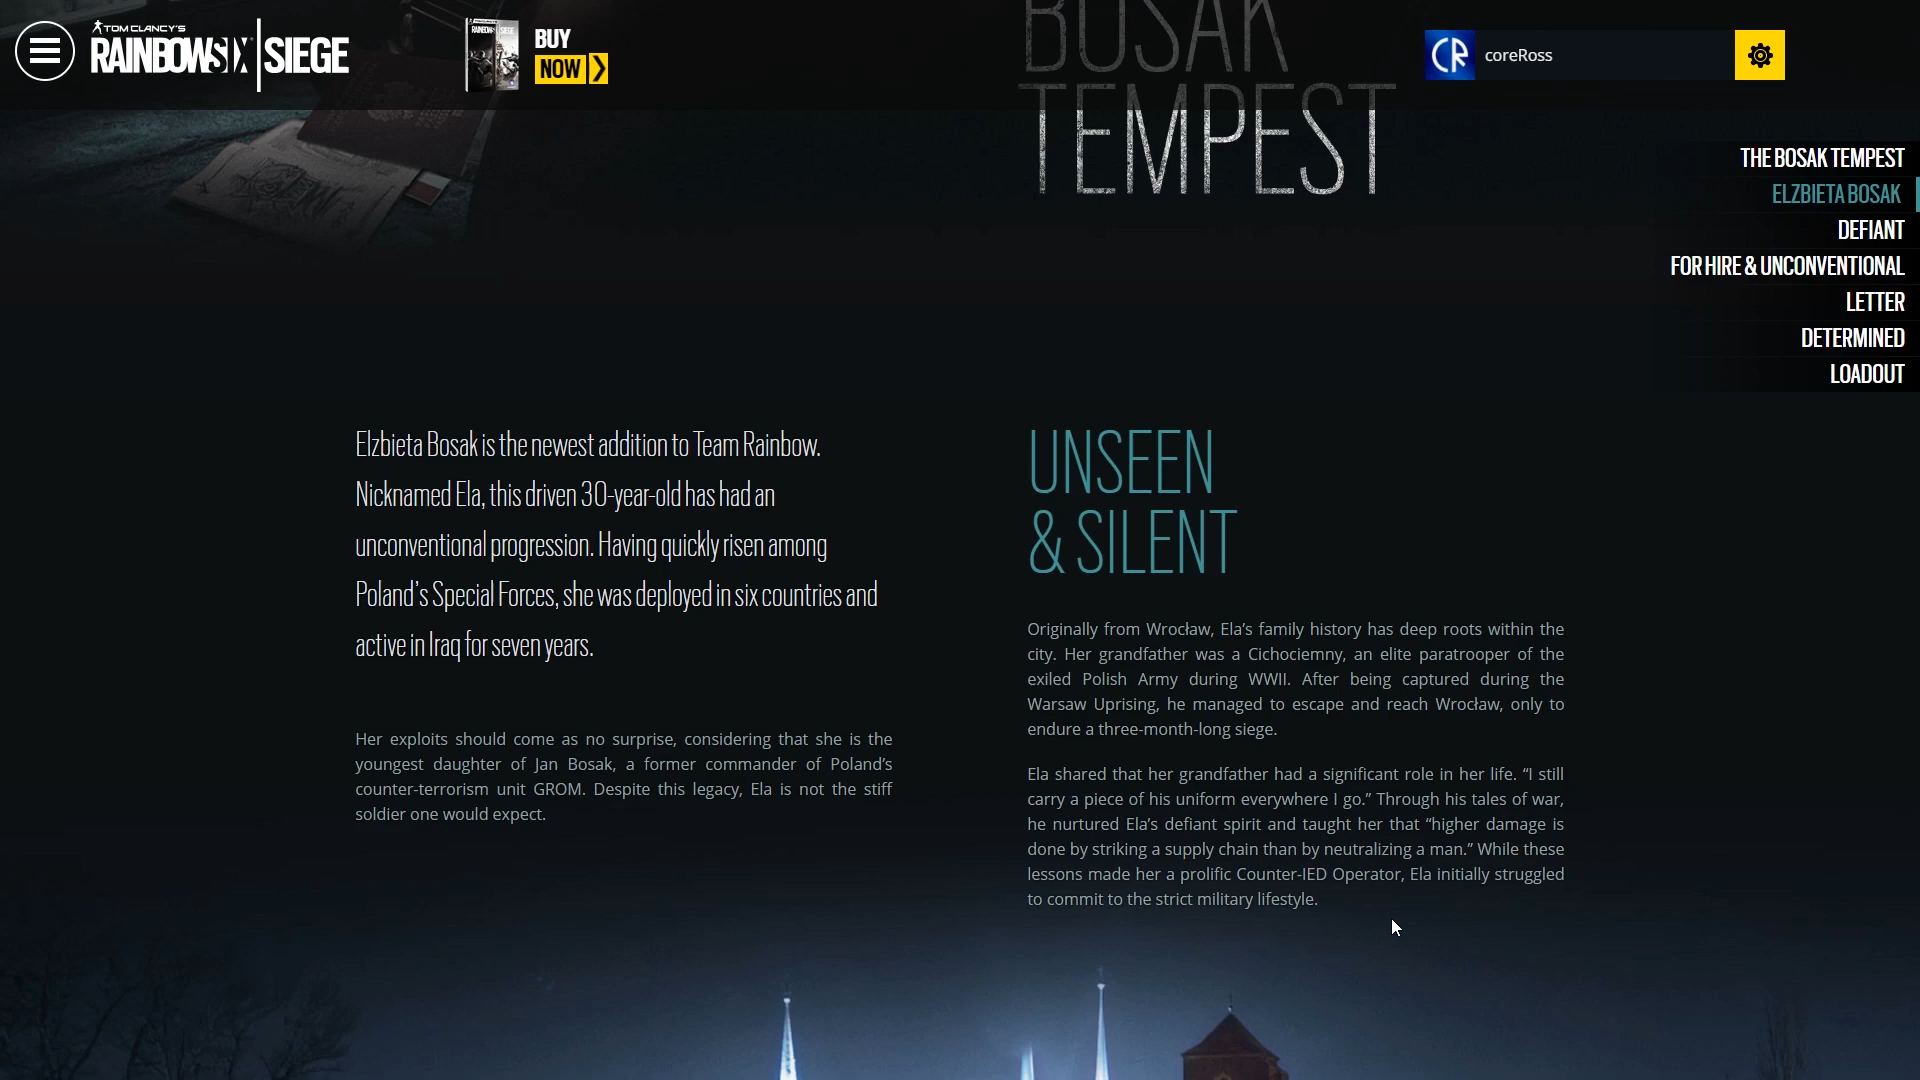 TOM CLANCY'S
RAINBOWSIX | SIEGE
BUY
NOW
BOSAK
TEMPEST
CR
coreRoss
THE BOSAK TEMPEST
ELZBIETA BOSAK
DEFIANT
FOR HIRE & UNCONVENTIONAL
LETTER
DETERMINED
LOADOUT
Elzbieta Bosak is the newest addition to Team Rainbow.
Nicknamed Ela, this driven 30-year-old has had an
unconventional progression. Having quickly risen among
Poland’s Special Forces, she was deployed in six countries and
active in Iraq for seven years.
Her exploits should come as no surprise, considering that she is the
youngest daughter of Jan Bosak, a former commander of Poland’s
counter-terrorism unit GROM. Despite this legacy, Ela is not the stiff
soldier one would expect.
UNSEEN
& SILENT
Originally from Wrocław, Ela’s family history has deep roots within the
city. Her grandfather was a Cichociemny, an elite paratrooper of the
exiled Polish Army during WWII. After being captured during the
Warsaw Uprising, he managed to escape and reach Wrocław, only to
endure a three-month-long siege.
Ela shared that her grandfather had a significant role in her life. “I still
carry a piece of his uniform everywhere I go.” Through his tales of war,
he nurtured Ela’s defiant spirit and taught her that “higher damage is
done by striking a supply chain than by neutralizing a man.” While these
lessons made her a prolific Counter-IED Operator, Ela initially struggled
to commit to the strict military lifestyle.